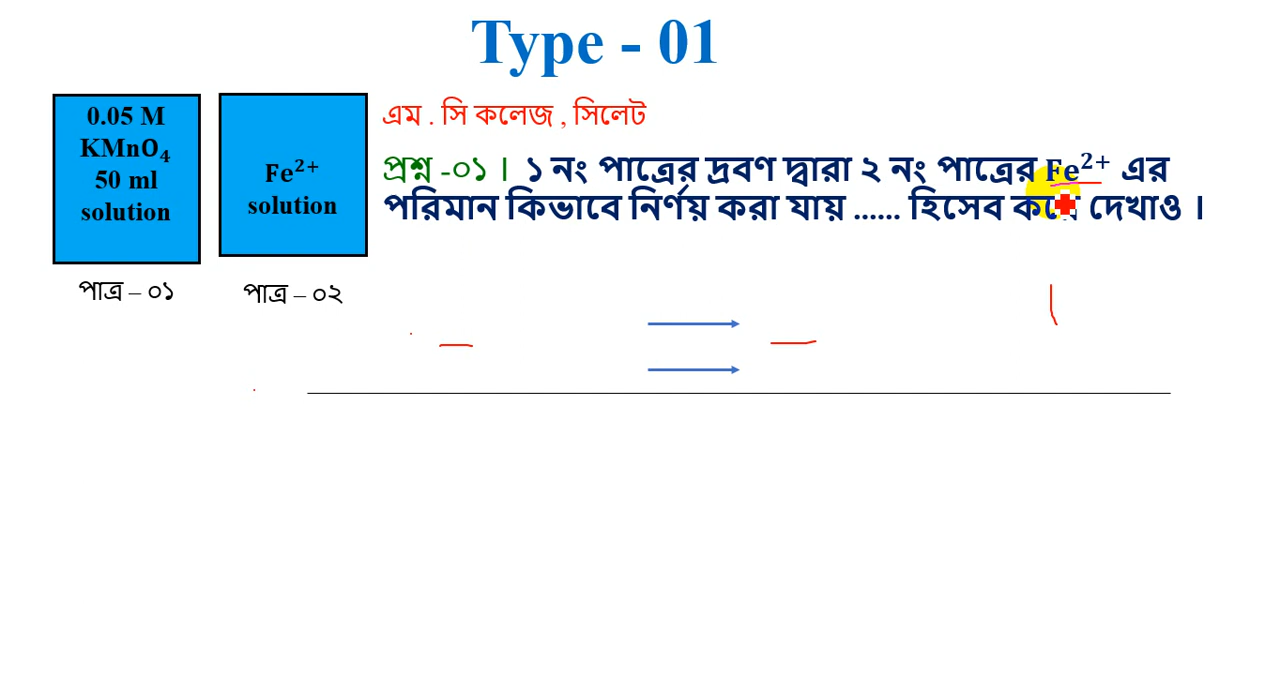 Type - 01
0.05 M
KMnO₄
50 ml
solution
Fe²⁺
solution
এম . সি কলেজ , সিলেট
প্রশ্ন -০১ । ১ নং পাত্রের দ্রবণ দ্বারা ২ নং পাত্রের Fe²⁺ এর
পরিমান কিভাবে নির্ণয় করা যায় ...... হিসেব করে দেখাও ।
পাত্র – ০১
পাত্র – ০২